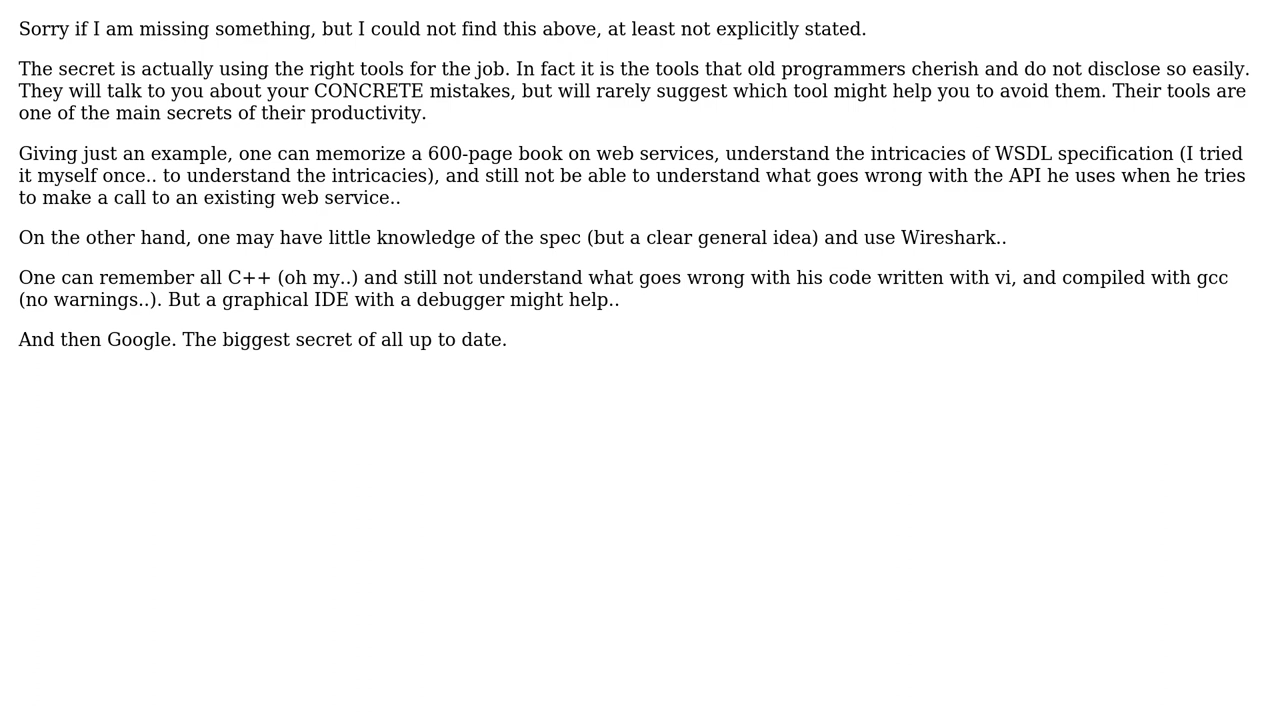 Sorry if I am missing something, but I could not find this above, at least not explicitly stated.
The secret is actually using the right tools for the job. In fact it is the tools that old programmers cherish and do not disclose so easily.
They will talk to you about your CONCRETE mistakes, but will rarely suggest which tool might help you to avoid them. Their tools are
one of the main secrets of their productivity.
Giving just an example, one can memorize a 600-page book on web services, understand the intricacies of WSDL specification (I tried
it myself once.. to understand the intricacies), and still not be able to understand what goes wrong with the API he uses when he tries
to make a call to an existing web service..
On the other hand, one may have little knowledge of the spec (but a clear general idea) and use Wireshark..
One can remember all C++ (oh my..) and still not understand what goes wrong with his code written with vi, and compiled with gcc
(no warnings..). But a graphical IDE with a debugger might help..
And then Google. The biggest secret of all up to date.